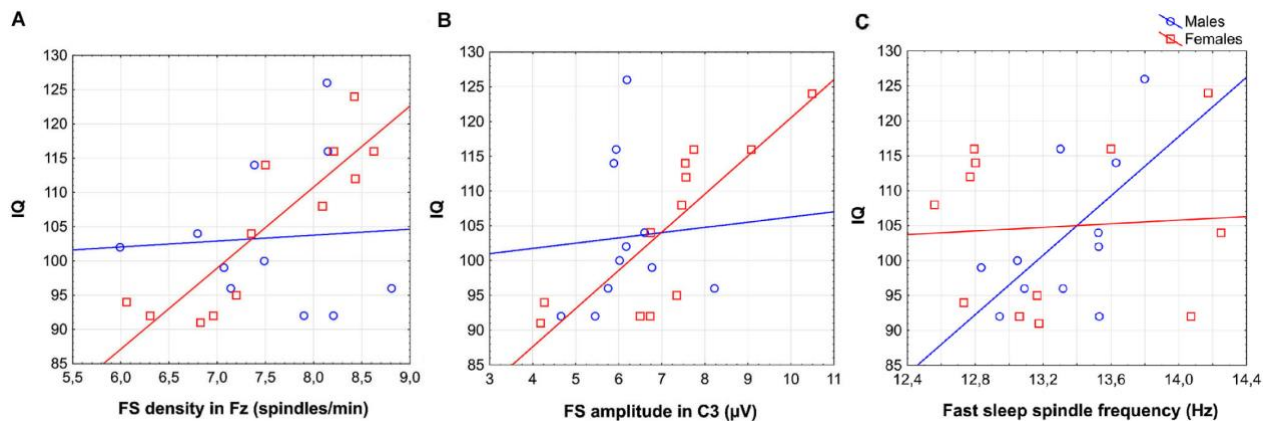 A
B
C
Males
Females
130
125
120
115
110
105
100
95
90
85
IQ
5,5 6,0 6,5 7,0 7,5 8,0 8,5 9,0
FS density in Fz (spindles/min)
130
125
120
115
110
105
100
95
90
85
IQ
3 4 5 6 7 8 9 10 11
FS amplitude in C3 (µV)
130
125
120
115
110
105
100
95
90
85
IQ
12,4 12,8 13,2 13,6 14,0 14,4
Fast sleep spindle frequency (Hz)